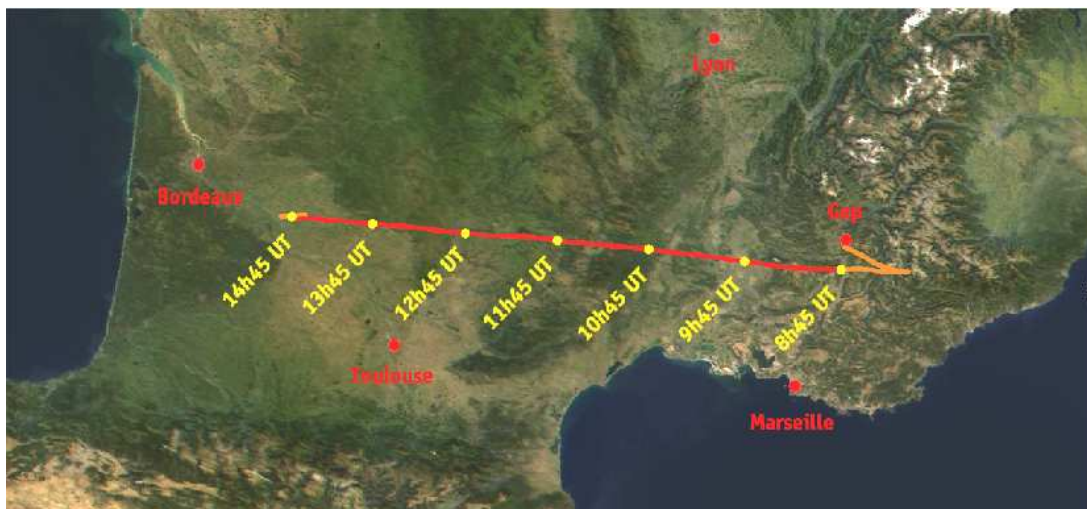 Lyon
Bordeaux
Gap
14h45 UT
13h45 UT
12h45 UT
11h45 UT
10h45 UT
9h45 UT
8h45 UT
Toulouse
Marseille